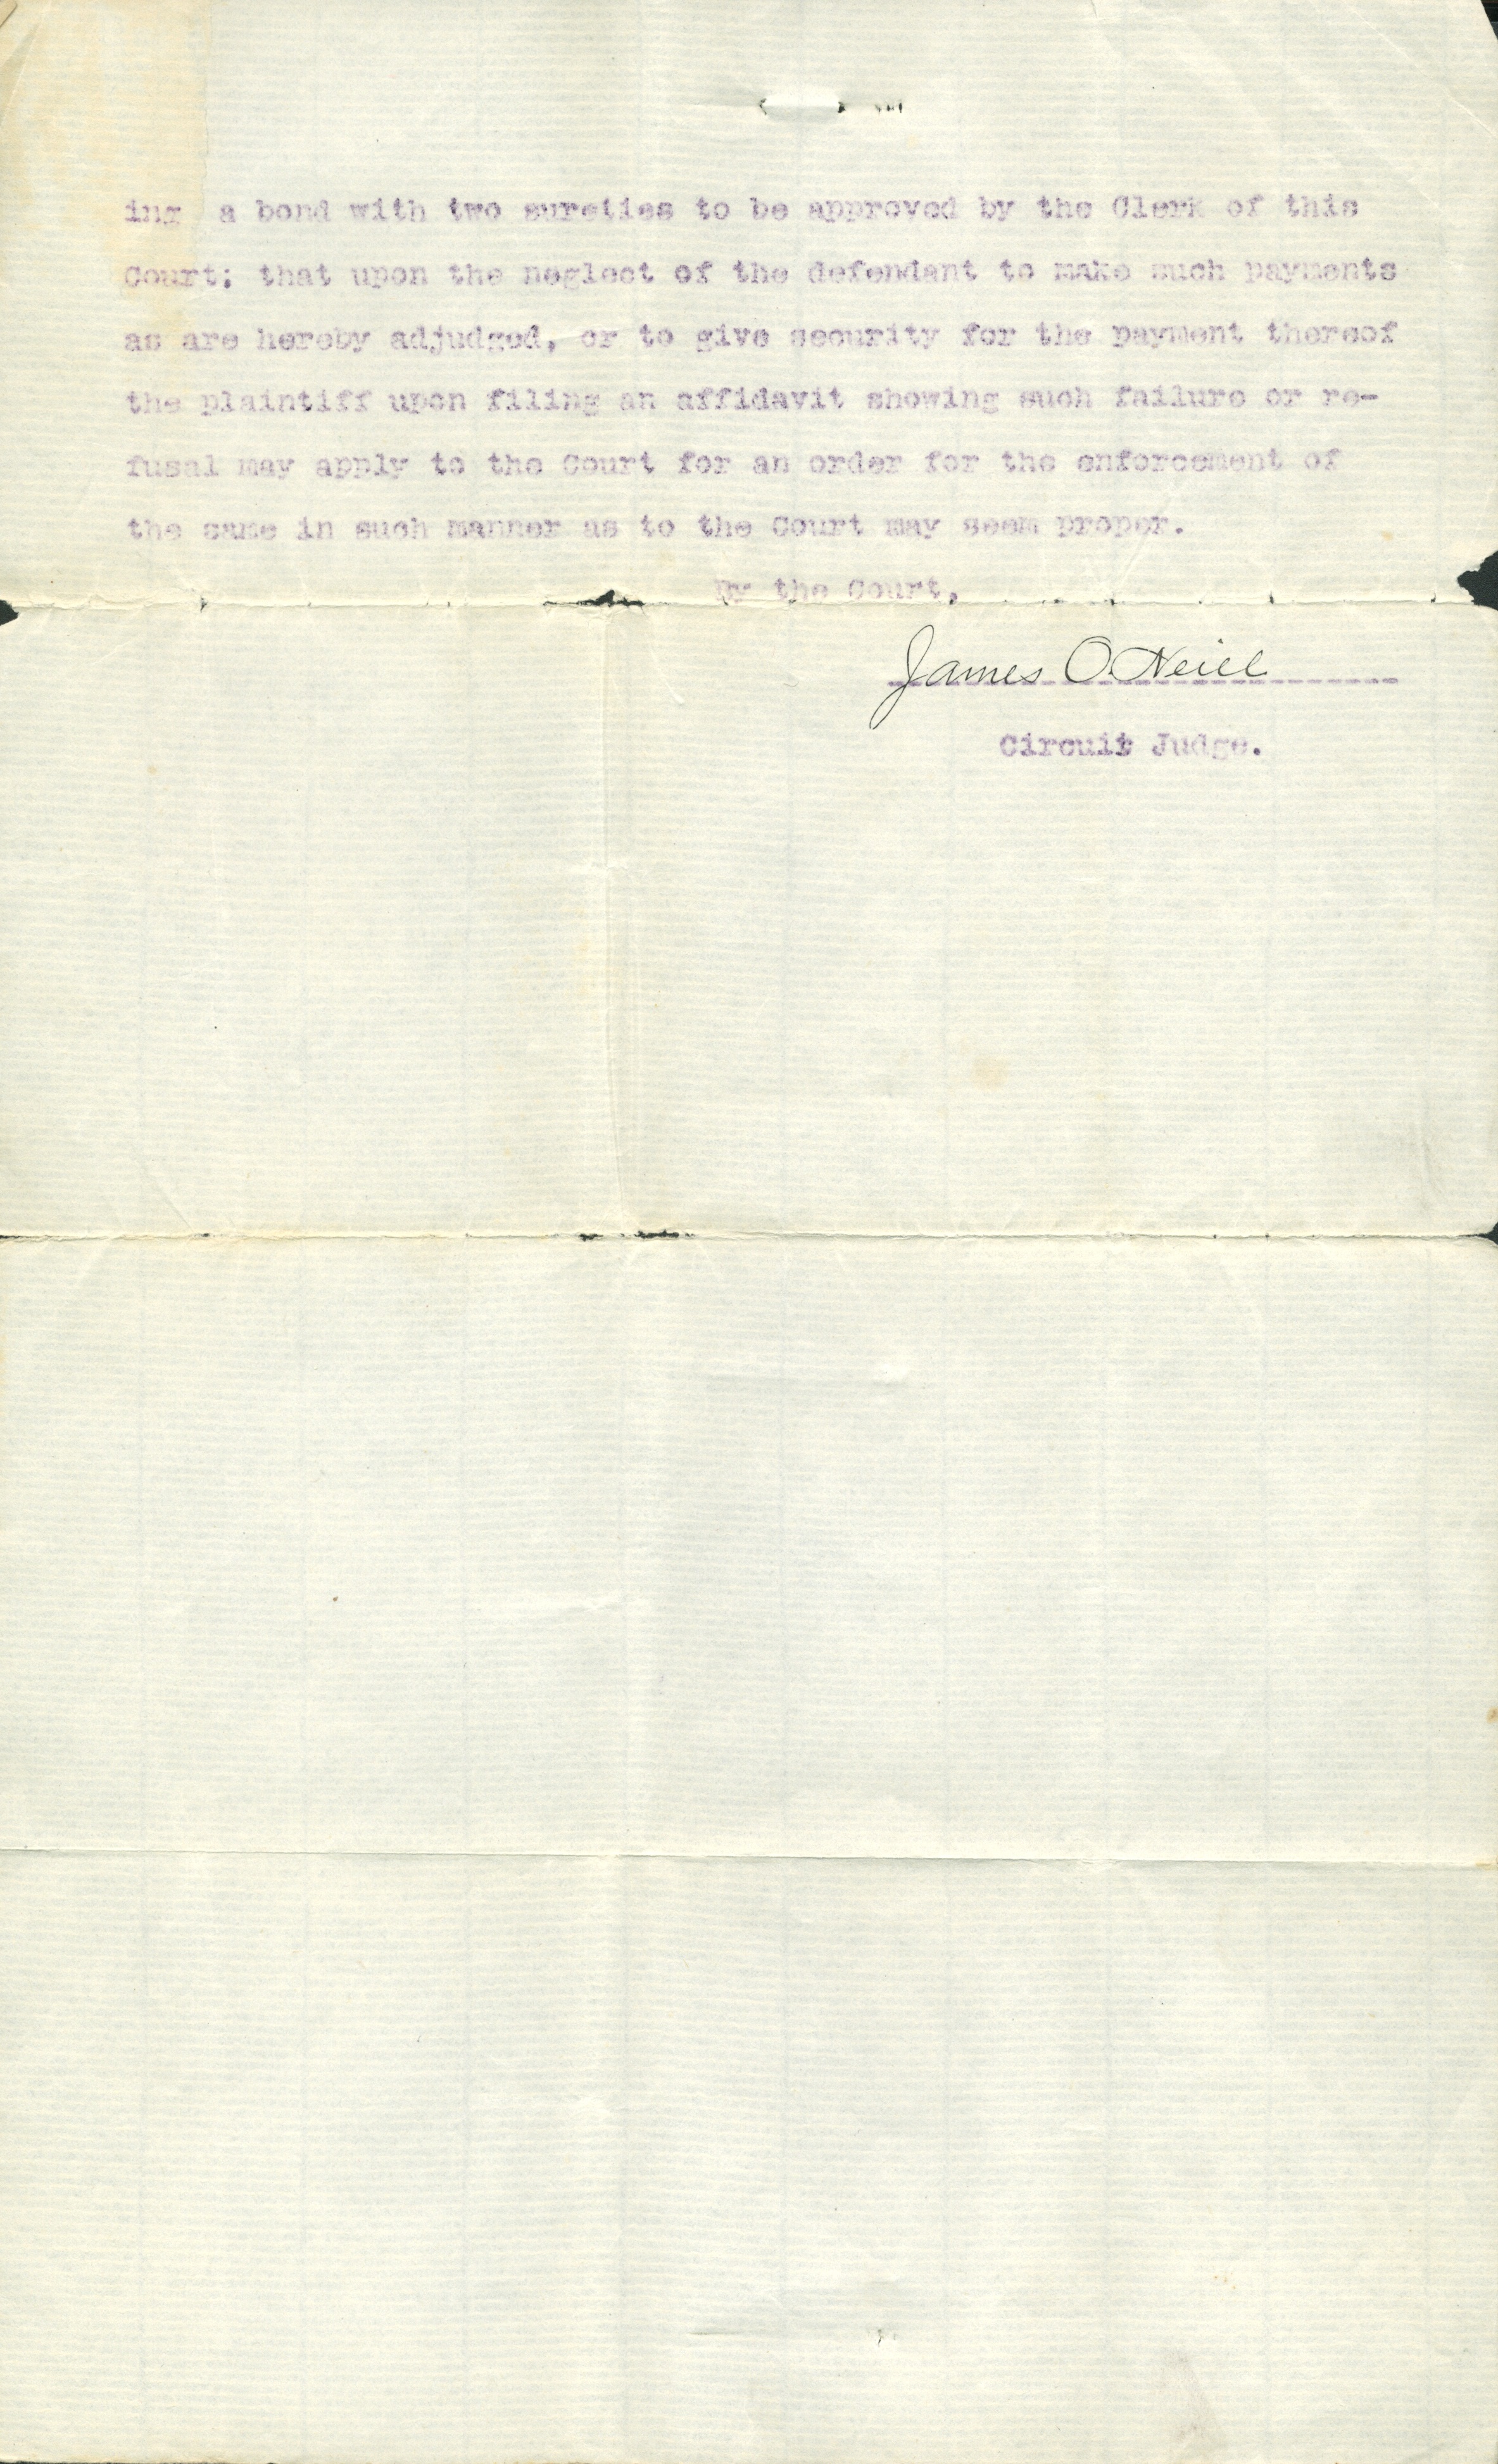 ing a bond with two sureties to be approved by the Clerk of this
Court; that upon the neglect of the defendant to make such payments
as are hereby adjudged, or to give security for the payment thereof
the plaintiff upon filing an affidavit showing such failure or re-
fusal may apply to the Court for an order for the enforcement of
the same in such manner as to the Court may seem proper.
By the Court,
James O'Neill
Circuit Judge.